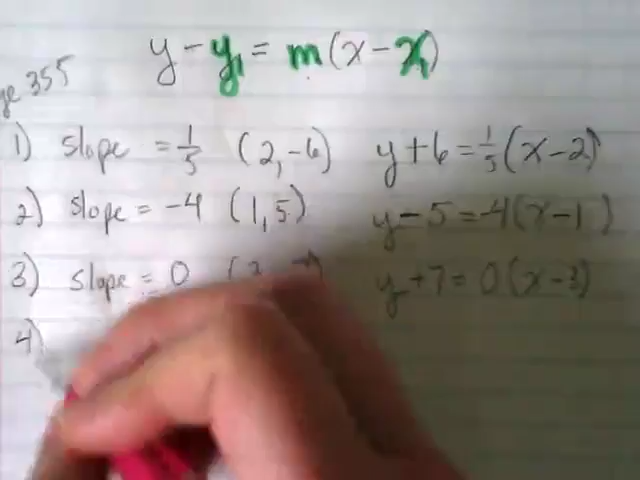 y - y₁ = m(x - x₁)
ge 355
1) slope = 1/5 (2, -6) y + 6 = 1/5(x - 2)
2) slope = -4 (1, 5) y - 5 = -4(x - 1)
3) slope = 0 y + 7 = 0(x - 3)
4)